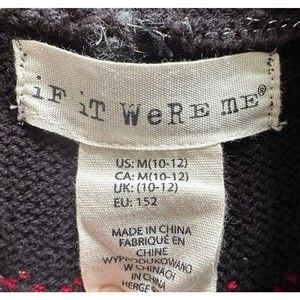 iF iT WeRe Me®
US: M(10-12)
CA: M(10-12)
UK: (10-12)
EU: 152
MADE IN CHINA
FABRIQUÉ EN
CHINE
WYPRODUKOWANO
W CHINACH
IN CHINA
HERGES